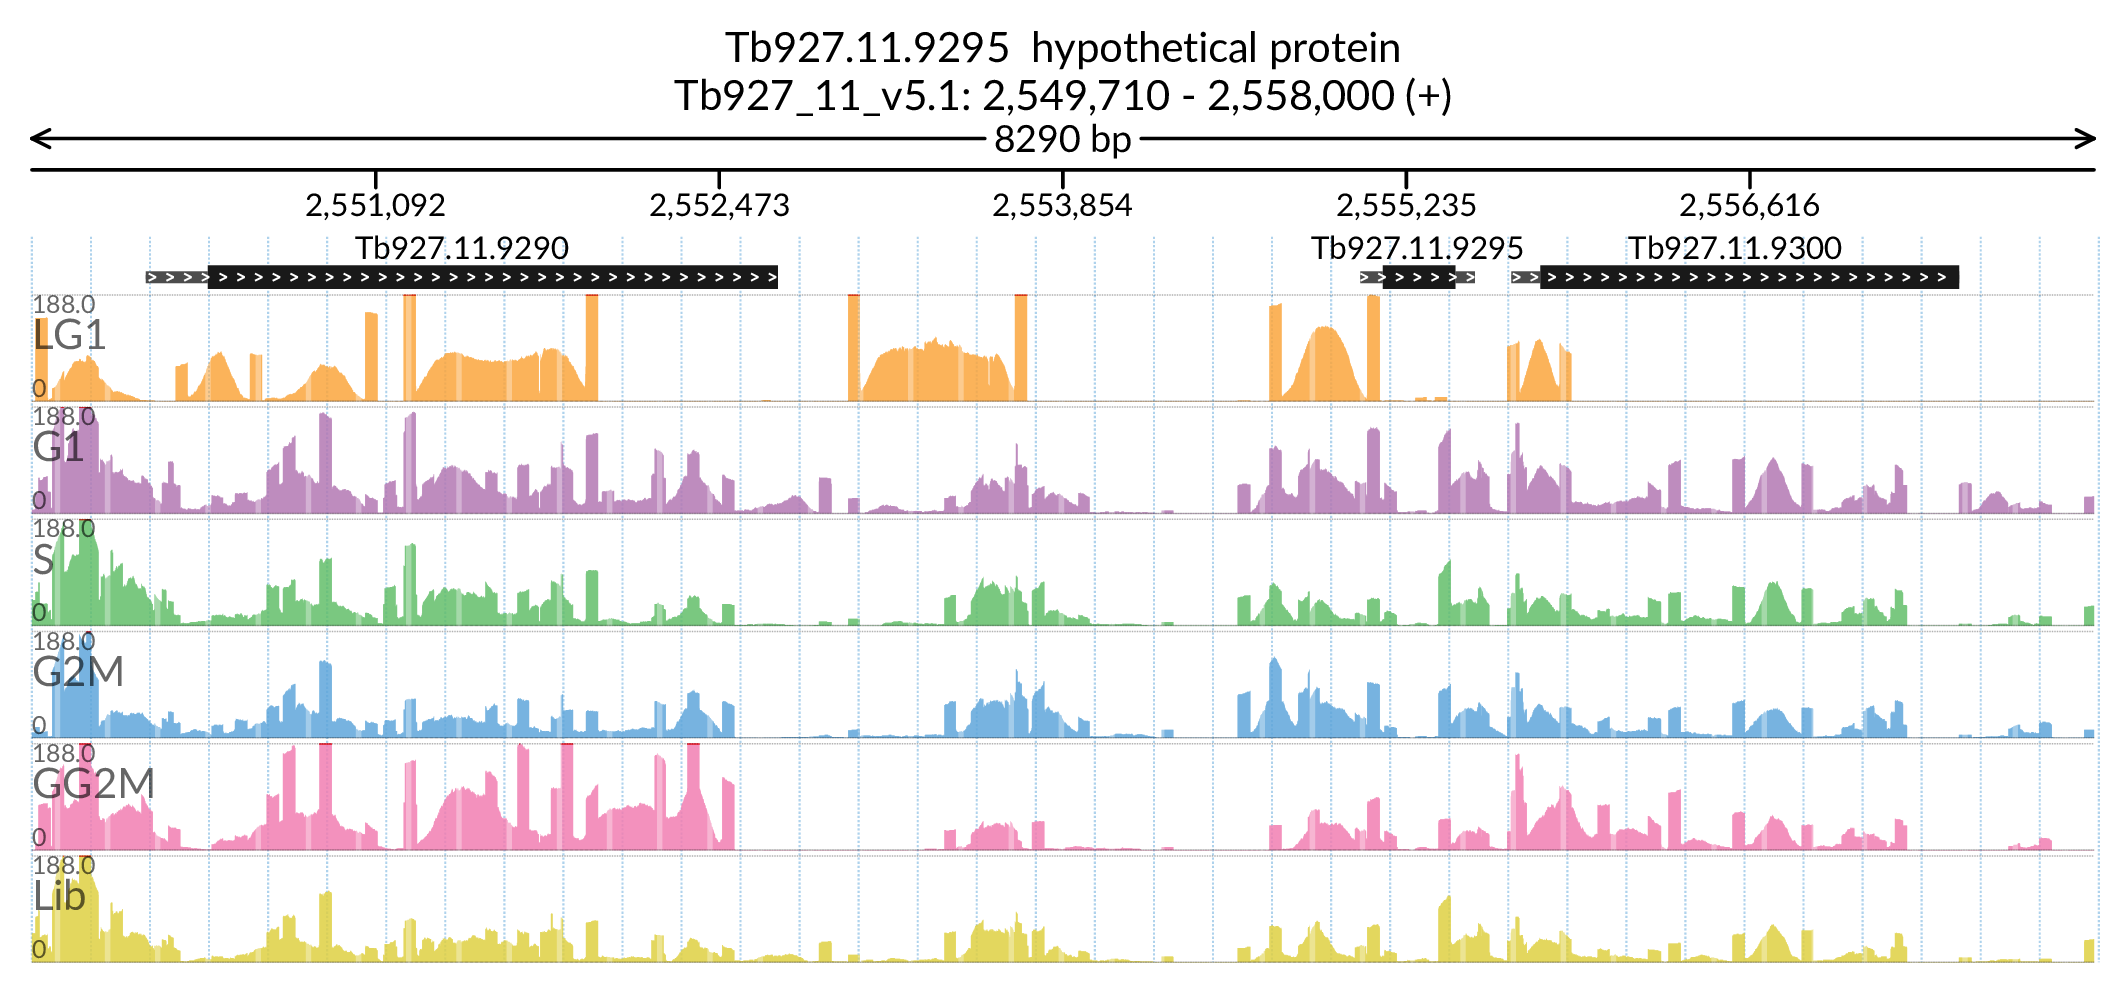 Tb927.11.9295 hypothetical protein
Tb927_11_v5.1: 2,549,710 - 2,558,000 (+)
8290 bp
2,551,092 2,552,473 2,553,854 2,555,235 2,556,616
Tb927.11.9290 Tb927.11.9295 Tb927.11.9300
188.0
LG1
0
188.0
G1
0
188.0
S
0
188.0
G2M
0
188.0
GG2M
0
188.0
Lib
0